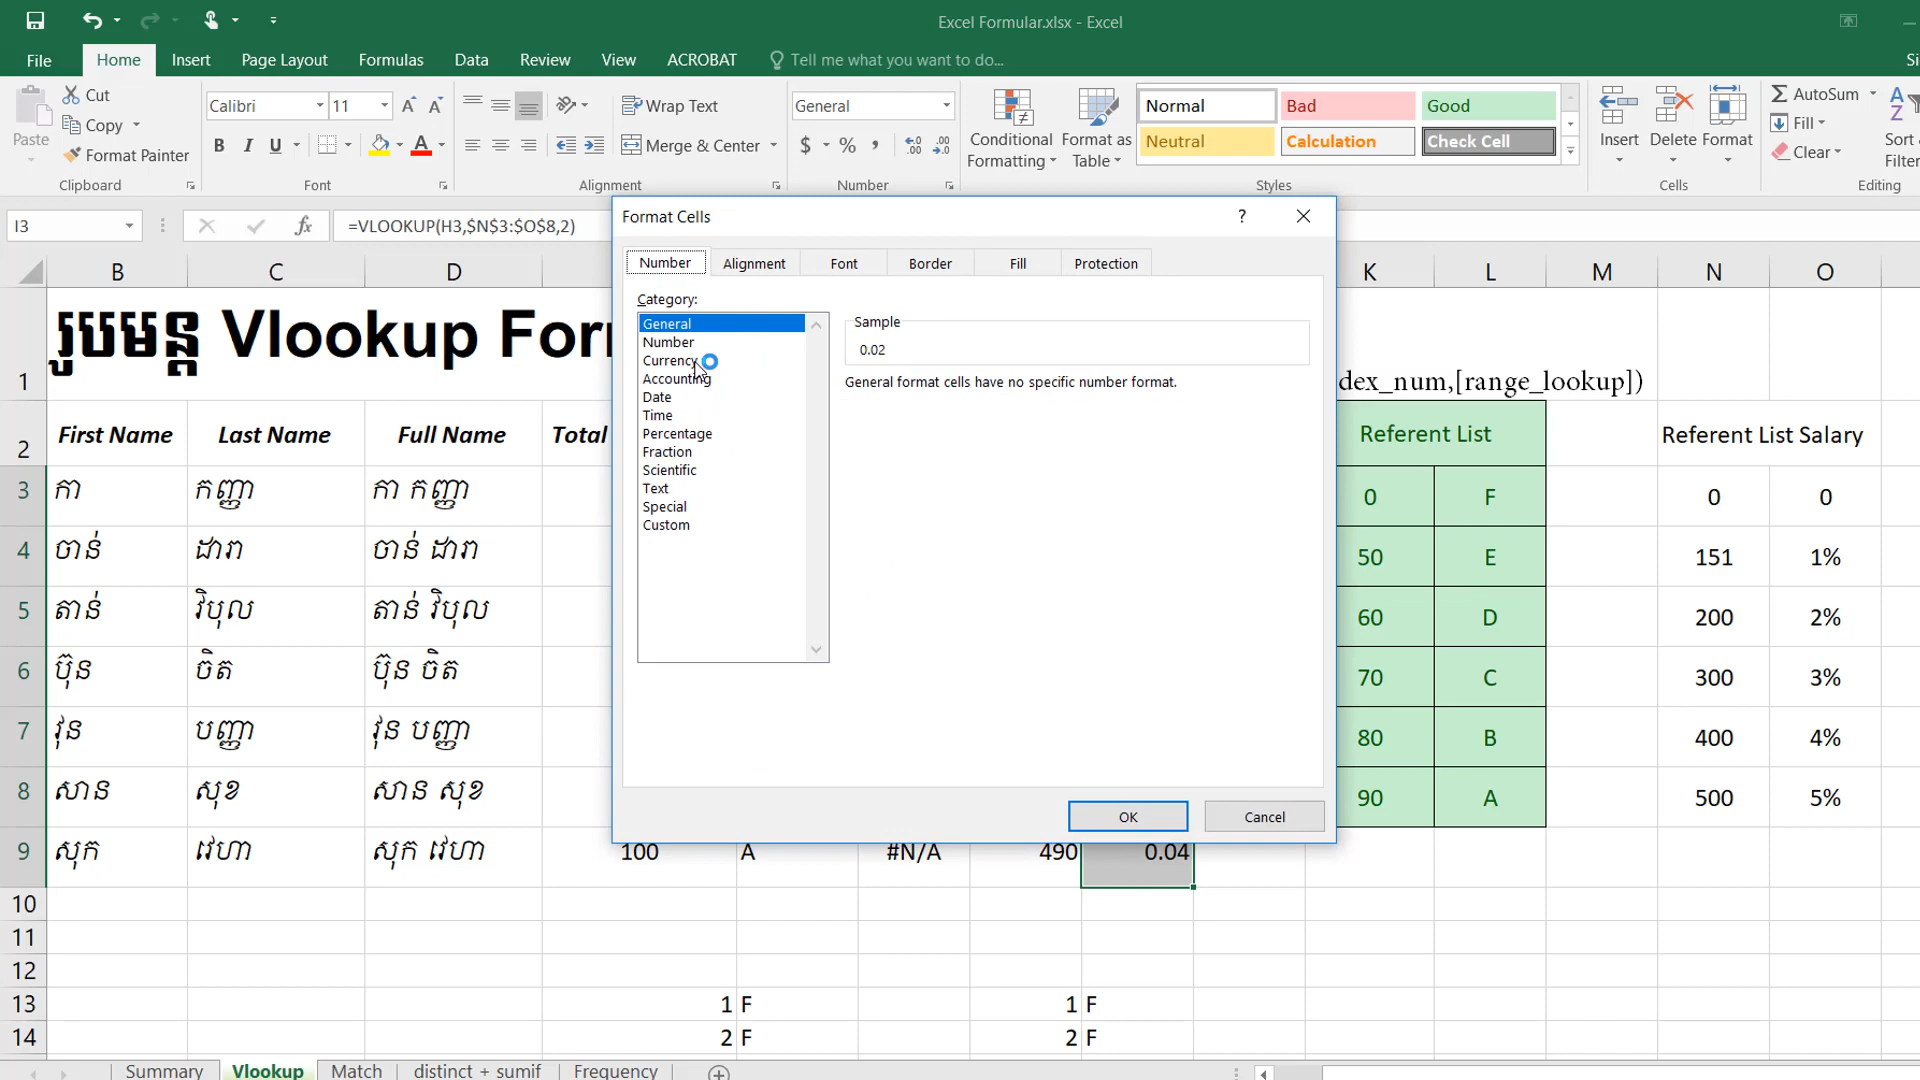 Excel Formular.xlsx - Excel
File Home Insert Page Layout Formulas Data Review View ACROBAT Tell me what you want to do...
Paste
Cut
Copy
Format Painter
Clipboard
Calibri 11
B I U
Font
Wrap Text
Merge & Center
Alignment
General
$ % ,
Number
Conditional Formatting
Format as Table
Normal Bad Good
Neutral Calculation Check Cell
Styles
Insert Delete Format
Cells
AutoSum
Fill
Clear
Sort
Filter
Editing
I3 =VLOOKUP(H3,$N$3:$O$8,2)
B C D K L M N O
1 រូបមន្ត Vlookup Forr dex_num,[range_lookup])
2 First Name Last Name Full Name Total Referent List Referent List Salary
3 កា កញ្ញា កា កញ្ញា 0 F 0 0
4 ចាន់ ដារា ចាន់ ដារា 50 E 151 1%
5 តាន់ វិបុល តាន់ វិបុល 60 D 200 2%
6 ប៊ុន ចិត ប៊ុន ចិត 70 C 300 3%
7 វុន បញ្ញា វុន បញ្ញា 80 B 400 4%
8 សាន សុខ សាន សុខ 90 A 500 5%
9 សុក វេហា សុក វេហា 100 A #N/A 490 0.04
10
11
12
13 1 F 1 F
14 2 F 2 F
Format Cells
? 
Number Alignment Font Border Fill Protection
Category:
General
Number
Currency
Accounting
Date
Time
Percentage
Fraction
Scientific
Text
Special
Custom
Sample
0.02
General format cells have no specific number format.
OK Cancel
Summary Vlookup Match distinct + sumif Frequency